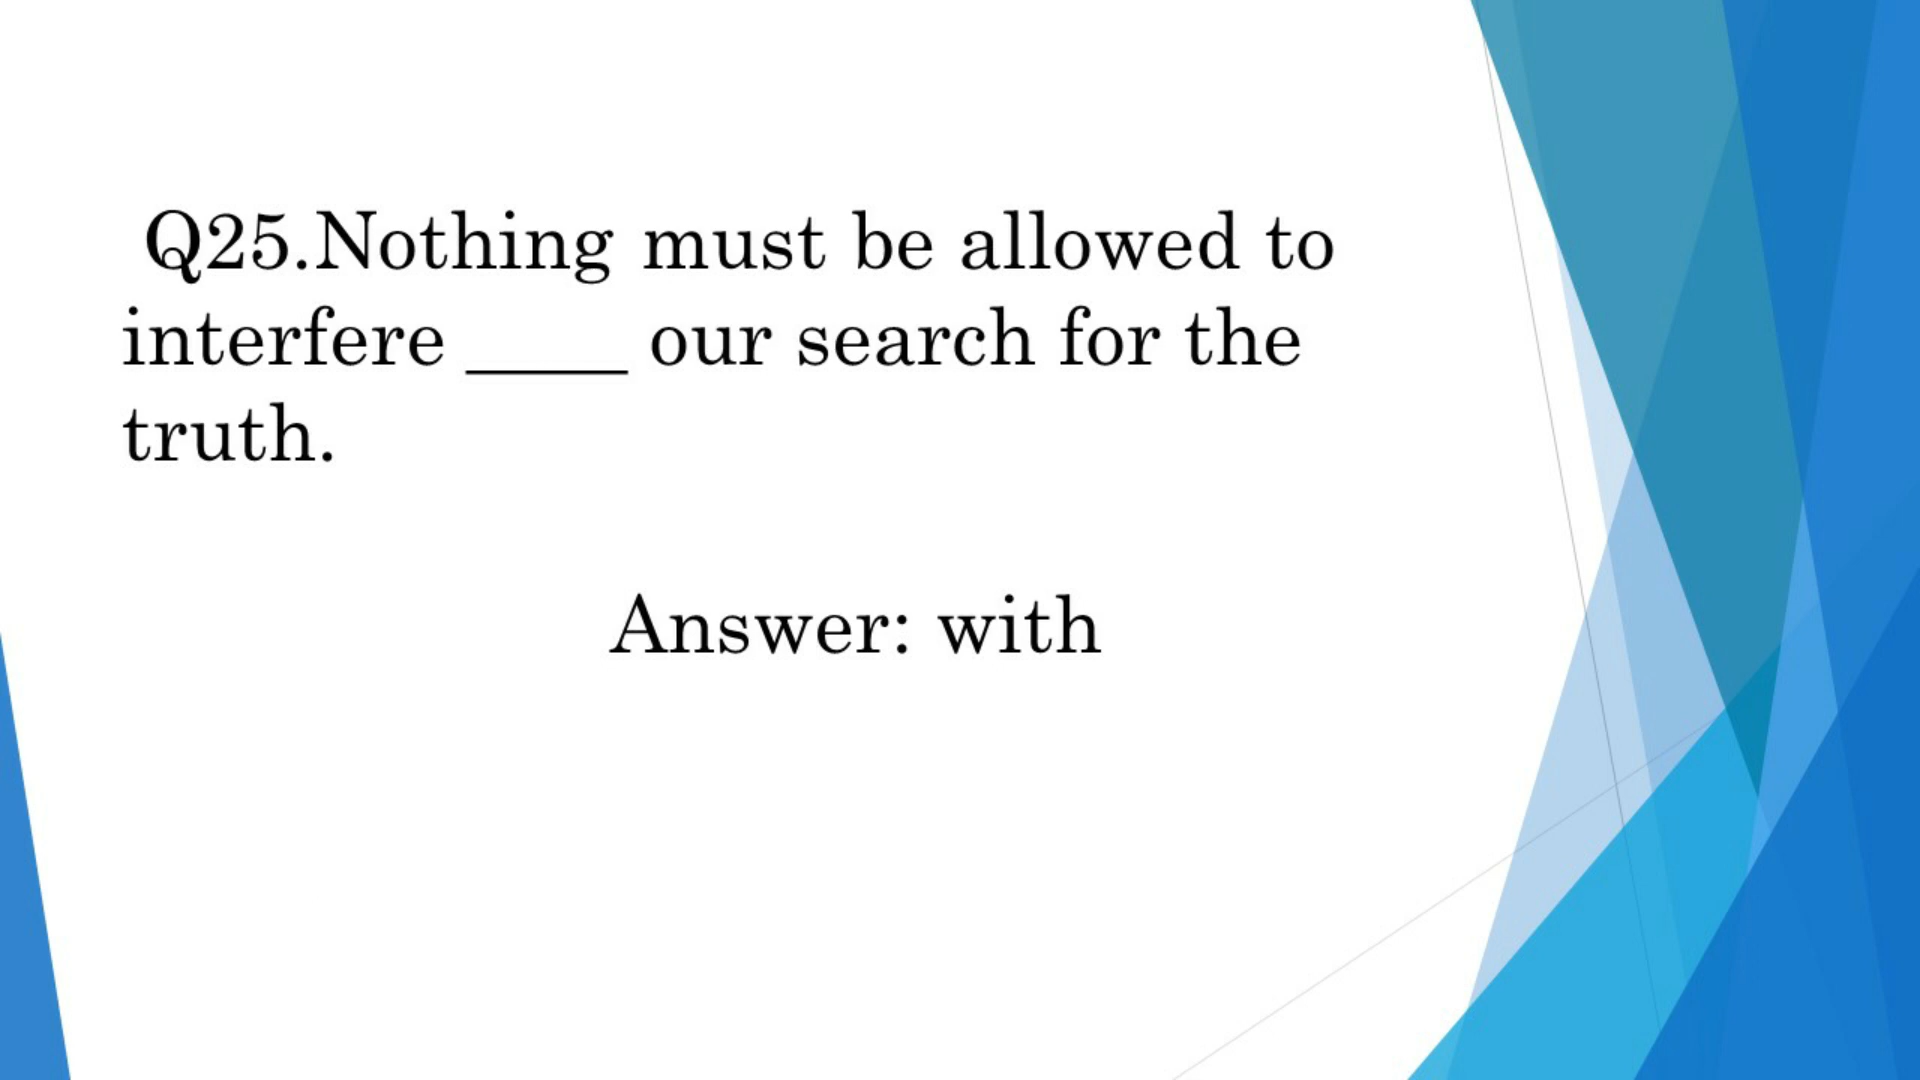 Q25.Nothing must be allowed to
interfere ____ our search for the
truth.
Answer: with